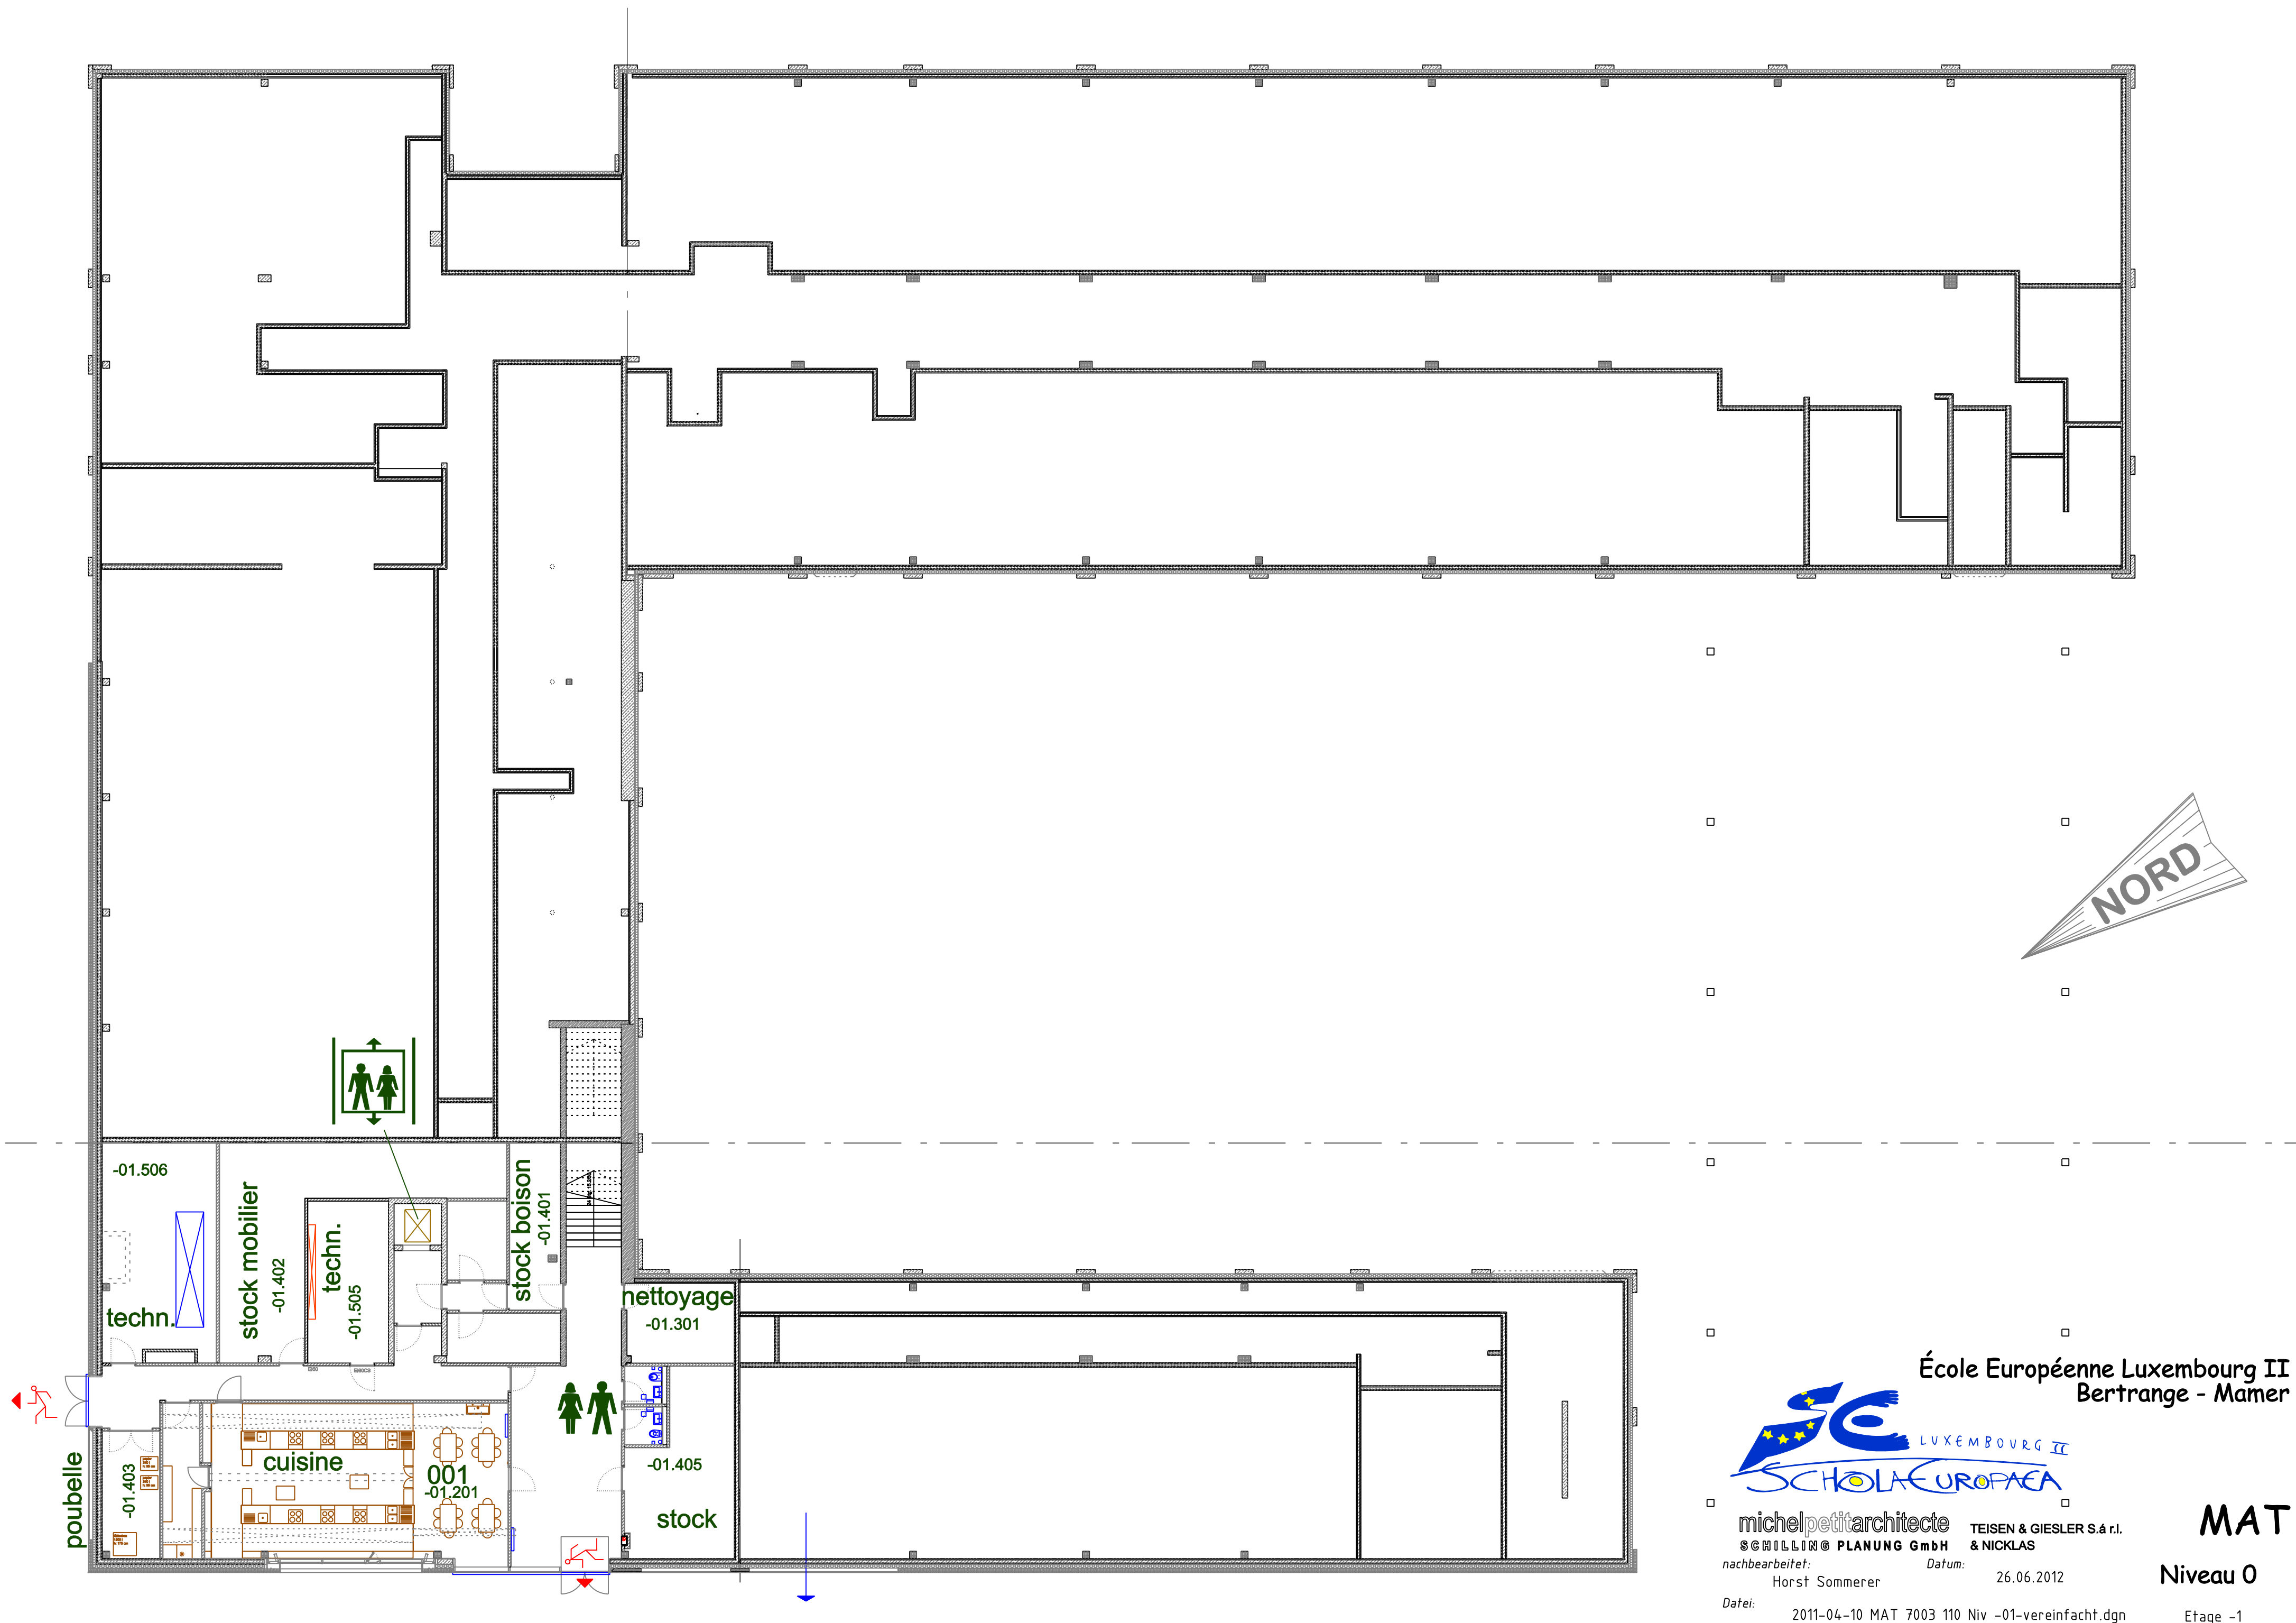 -01.506
techn.
stock mobilier
-01.402
techn.
-01.505
stock boison
-01.401
nettoyage
-01.301
EI60
EI60CS
poubelle
-01.403
cuisine
001
-01.201
-01.405
stock
NORD
École Européenne Luxembourg II
Bertrange - Mamer
LUXEMBOURG II
SCHOLA EUROPAEA
michelpetitarchitecte
SCHILLING PLANUNG GmbH
TEISEN & GIESLER S.á r.l.
& NICKLAS
MAT
nachbearbeitet:
Horst Sommerer
Datum:
26.06.2012
Niveau 0
Datei:
2011-04-10 MAT 7003 110 Niv -01-vereinfacht.dgn
Etage -1